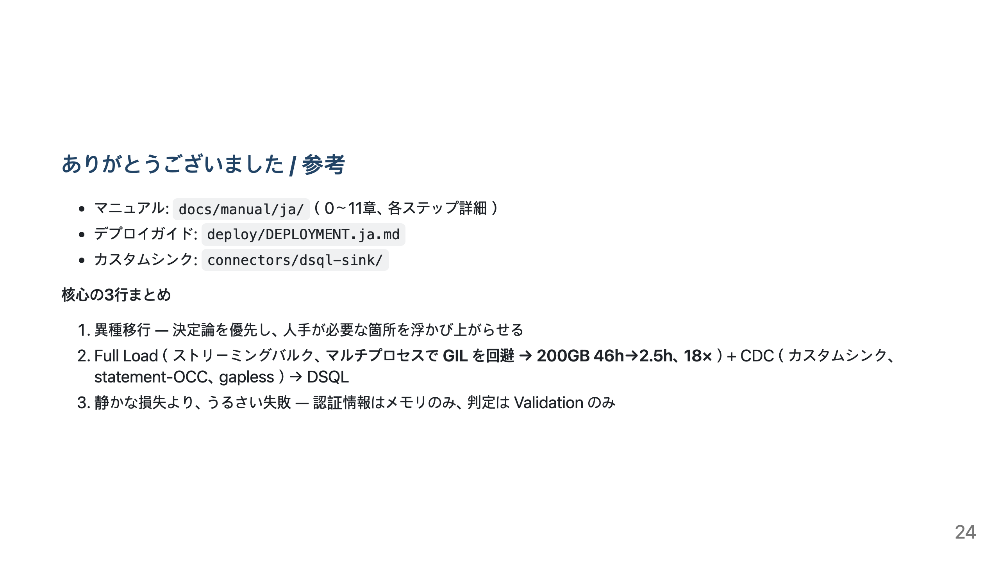 ありがとうございました / 参考
• マニュアル: docs/manual/ja/ （0〜11章、各ステップ詳細）
• デプロイガイド: deploy/DEPLOYMENT.ja.md
• カスタムシンク: connectors/dsql-sink/
核心の3行まとめ
1. 異種移行 — 決定論を優先し、人手が必要な箇所を浮かび上がらせる
2. Full Load（ストリーミングバルク、マルチプロセスで GIL を回避 → 200GB 46h→2.5h、18×）+ CDC（カスタムシンク、
statement-OCC、gapless）→ DSQL
3. 静かな損失より、うるさい失敗 — 認証情報はメモリのみ、判定は Validation のみ
24